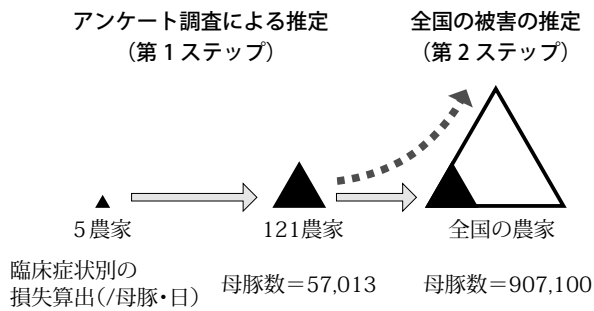 アンケート調査による推定
(第1ステップ)
全国の被害の推定
(第2ステップ)
5農家
121農家
全国の農家
臨床症状別の
損失算出(/母豚・日)
母豚数=57,013
母豚数=907,100